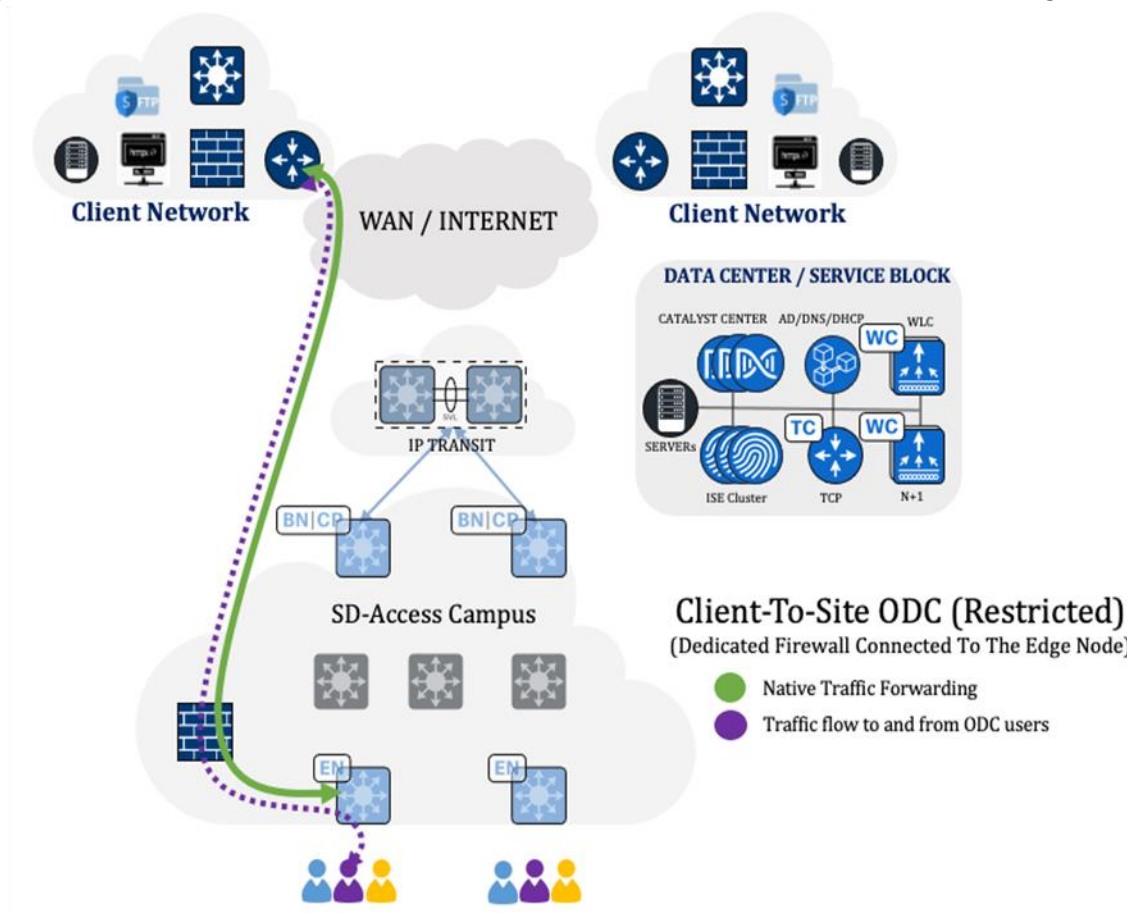 S FTP
S FTP
Client Network
WAN / INTERNET
Client Network
DATA CENTER / SERVICE BLOCK
CATALYST CENTER
AD/DNS/DHCP
WLC
WC
SERVERs
TC
WC
ISE Cluster
TCP
N+1
SVL
IP TRANSIT
BN|CP
BN|CP
SD-Access Campus
Client-To-Site ODC (Restricted)
(Dedicated Firewall Connected To The Edge Node)
Native Traffic Forwarding
Traffic flow to and from ODC users
EN
EN